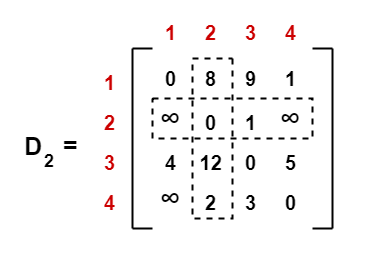 1 2 3 4
1 0 8 9 1
2 ∞ 0 1 ∞
D2 =
3 4 12 0 5
4 ∞ 2 3 0